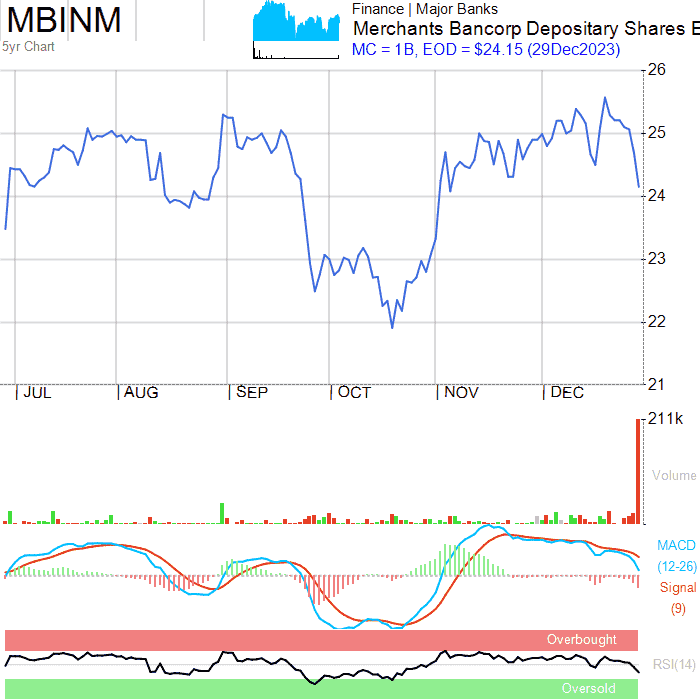 MBINM
5yr Chart
Finance | Major Banks
Merchants Bancorp Depositary Shares E
MC = 1B, EOD = $24.15 (29Dec2023)
26
25
24
23
22
21
JUL AUG SEP OCT NOV DEC
211k
Volume
MACD
(12-26)
Signal
(9)
Overbought
RSI(14)
Oversold